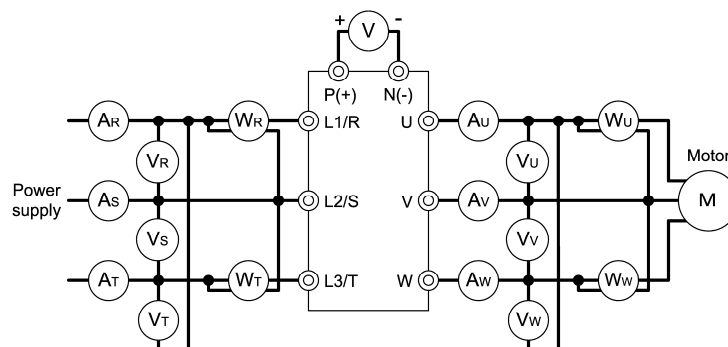 + V -
P(+) N(-)
AR WR L1/R U AU WU
VR VU
Motor
Power
supply
AS L2/S V AV M
VS VV
AT WT L3/T W AW WW
VT VW